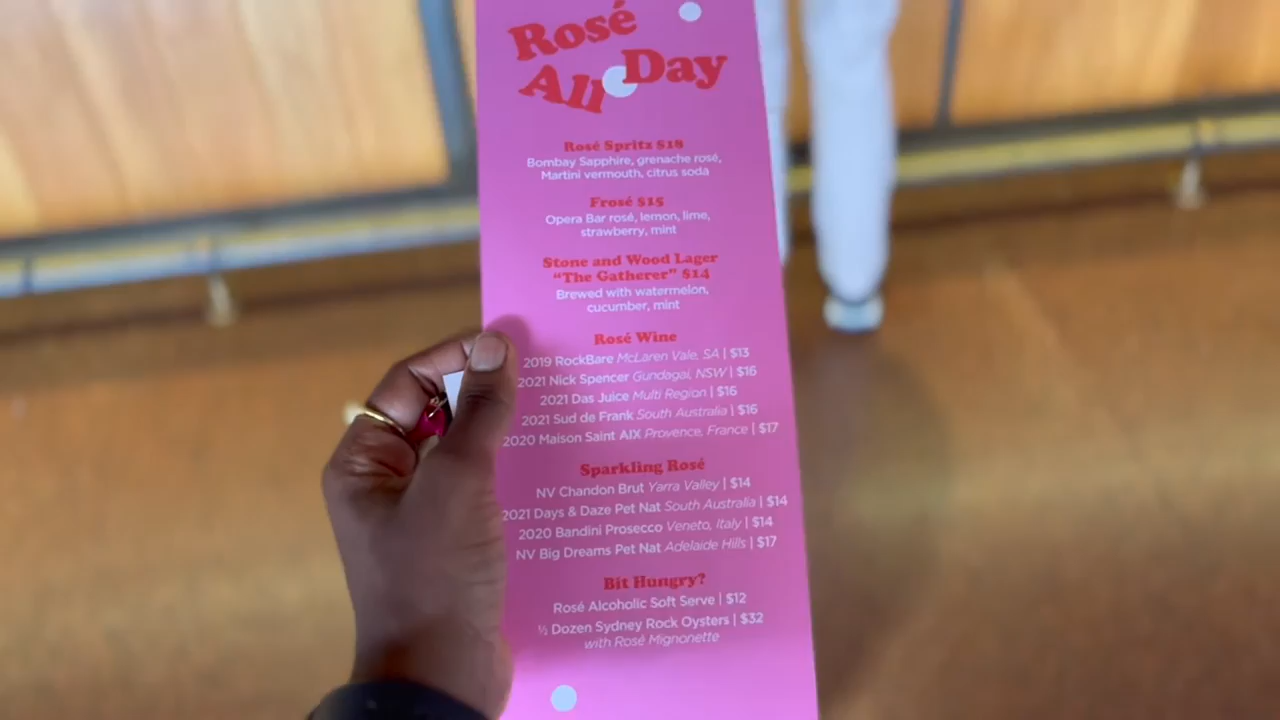 Rosé
All Day
Rosé Spritz $18
Bombay Sapphire, grenache rosé,
Martini vermouth, citrus soda
Frosé $15
Opera Bar rosé, lemon, lime,
strawberry, mint
Stone and Wood Lager
“The Gatherer” $14
Brewed with watermelon,
cucumber, mint
Rosé Wine
2019 RockBare McLaren Vale, SA | $13
2021 Nick Spencer Gundagai, NSW | $16
2021 Das Juice Multi Region | $16
2021 Sud de Frank South Australia | $16
2020 Maison Saint AIX Provence, France | $17
Sparkling Rosé
NV Chandon Brut Yarra Valley | $14
2021 Days & Daze Pet Nat South Australia | $14
2020 Bandini Prosecco Veneto, Italy | $14
NV Big Dreams Pet Nat Adelaide Hills | $17
Bit Hungry?
Rosé Alcoholic Soft Serve | $12
½ Dozen Sydney Rock Oysters | $32
with Rosé Mignonette